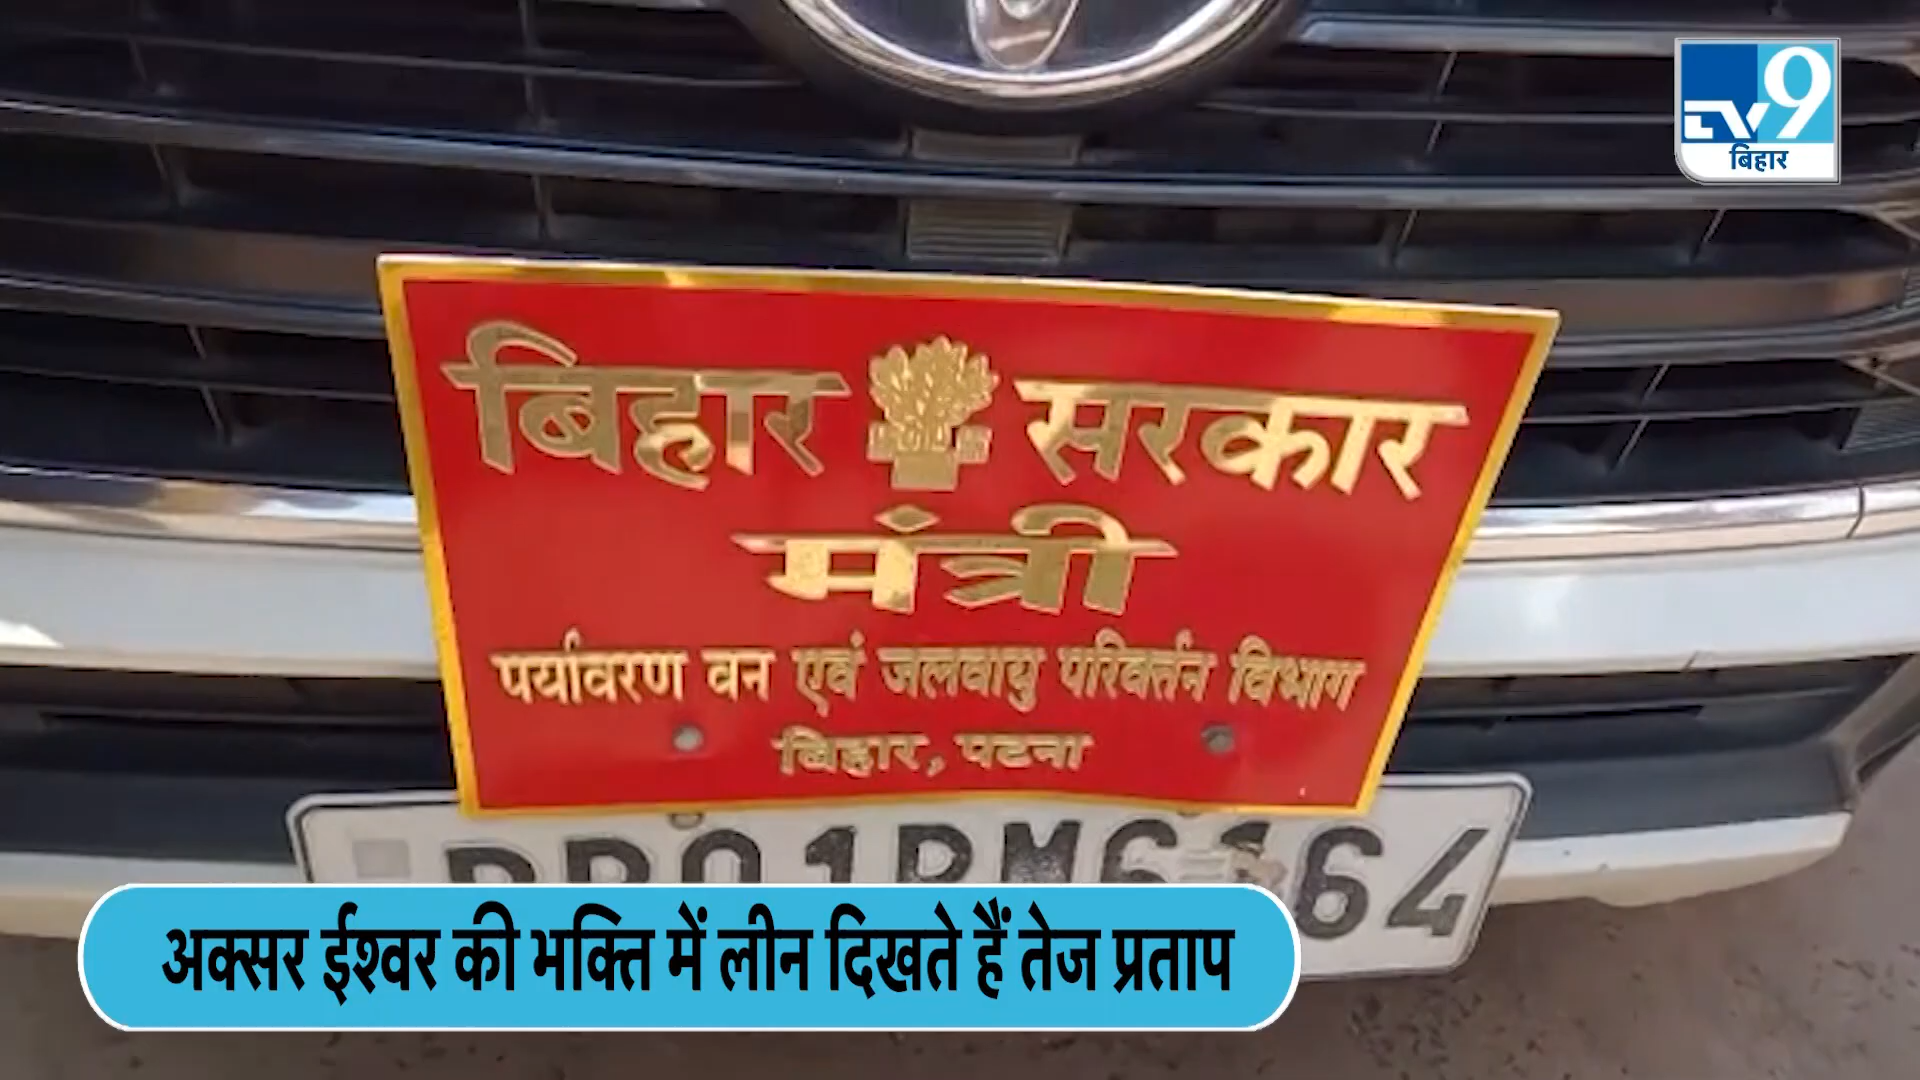 TV9
बिहार
बिहार सरकार
मंत्री
पर्यावरण वन एवं जलवायु परिवर्तन विभाग
बिहार, पटना
अक्सर ईश्वर की भक्ति में लीन दिखते हैं तेज प्रताप